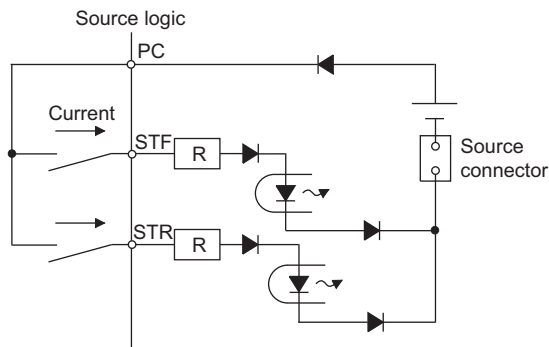 Source logic
PC
Current
STF
R
Source
connector
STR
R